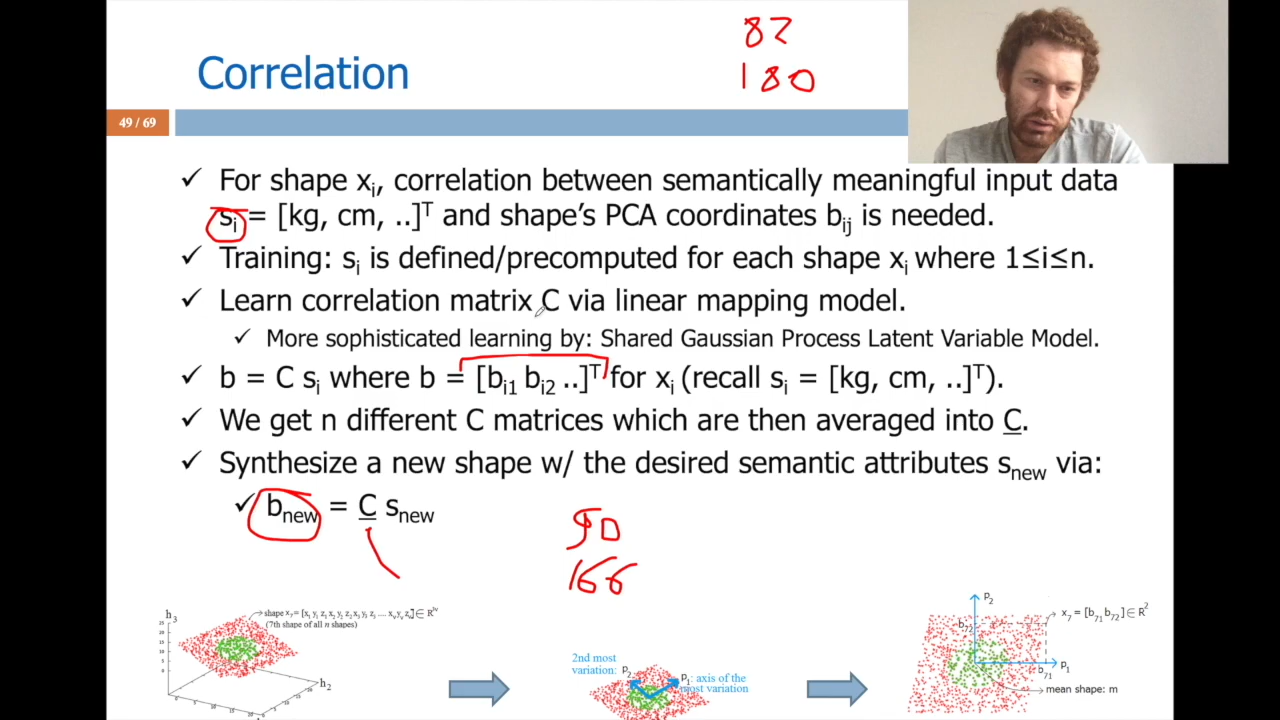 82
180
Correlation
49 / 69
✓ For shape xi, correlation between semantically meaningful input data
si = [kg, cm, ..]T and shape's PCA coordinates bij is needed.
✓ Training: si is defined/precomputed for each shape xi where 1≤i≤n.
✓ Learn correlation matrix C via linear mapping model.
✓ More sophisticated learning by: Shared Gaussian Process Latent Variable Model.
✓ b = C si where b = [bi1 bi2 ..]T for xi (recall si = [kg, cm, ..]T).
✓ We get n different C matrices which are then averaged into C.
✓ Synthesize a new shape w/ the desired semantic attributes snew via:
✓ bnew = C snew
90
166
h3
shape x7 = [x1 y1 z1 x2 y2 z2 x3 y3 z3 .... xv yv zv] ∈ R3v
(7th shape of all n shapes)
h2
2nd most
variation: P2
P1: axis of the
most variation
P2
b72
x7 = [b71 b72] ∈ R2
P1
b71
mean shape: m